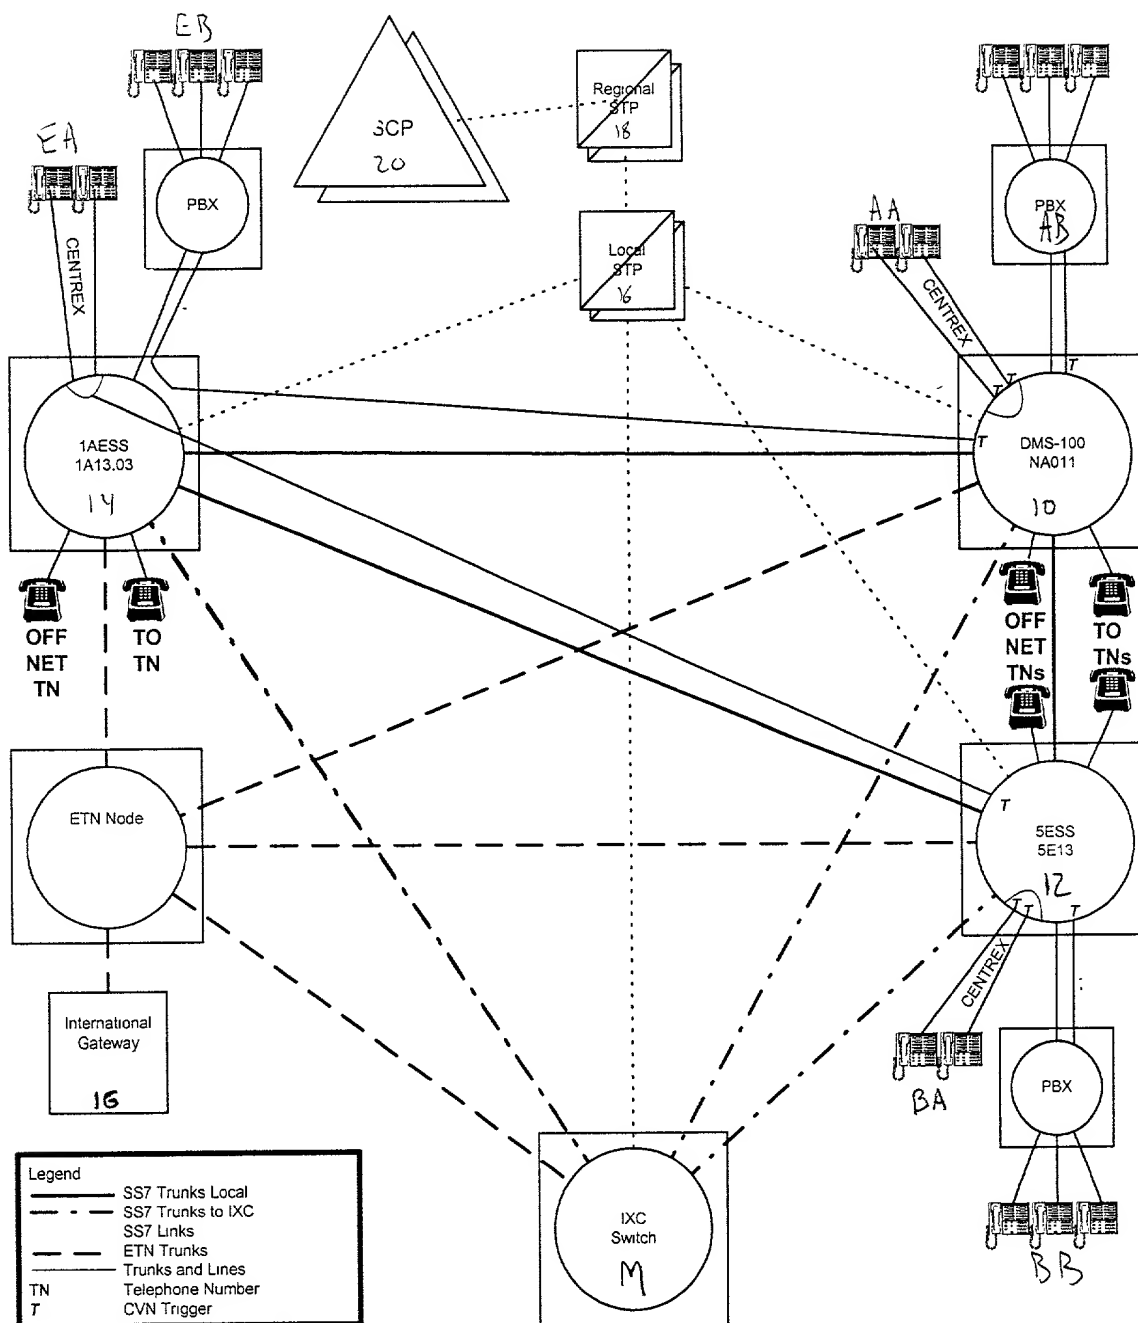 EB
EA
PBX
CENTREX
SCP
20
Regional
STP
18
Local
STP
16
AA
CENTREX
PBX
AB
T
T
T
T
1AESS
1A13.03
14
DMS-100
NA011
10
OFF
NET
TN
TO
TN
OFF
NET
TNs
TO
TNs
ETN Node
T
5ESS
5E13
12
T
T
T
CENTREX
BA
PBX
BB
International
Gateway
16
IXC
Switch
M
Legend
SS7 Trunks Local
SS7 Trunks to IXC
SS7 Links
ETN Trunks
Trunks and Lines
TN Telephone Number
T CVN Trigger